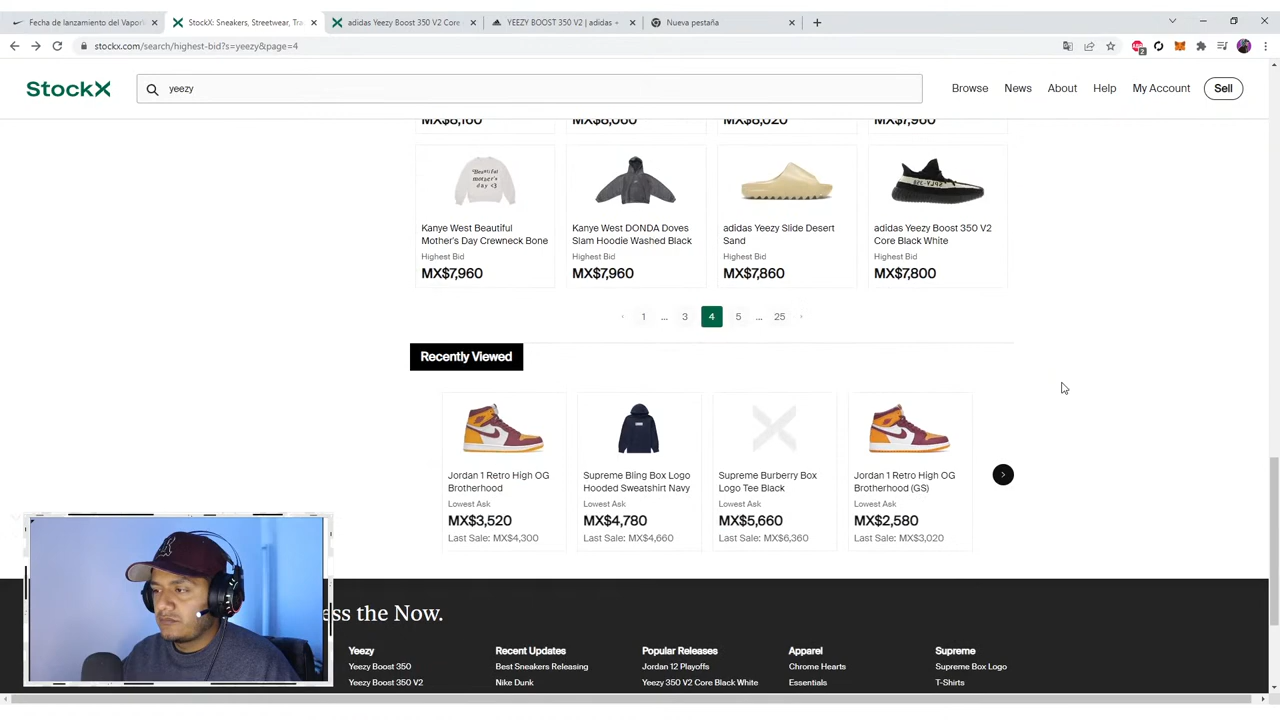 Fecha de lanzamiento del Vapor
StockX: Sneakers, Streetwear, Tra
adidas Yeezy Boost 350 V2 Core
YEEZY BOOST 350 V2 | adidas +
Nueva pestaña
stockx.com/search/highest-bid?s=yeezy&page=4
StockX
yeezy
Browse
News
About
Help
My Account
Sell
MX$8,160
MX$8,060
MX$8,020
MX$7,960
Beautiful
mother's
day <3
Kanye West Beautiful
Mother's Day Crewneck Bone
Highest Bid
MX$7,960
Kanye West DONDA Doves
Slam Hoodie Washed Black
Highest Bid
MX$7,960
adidas Yeezy Slide Desert
Sand
Highest Bid
MX$7,860
adidas Yeezy Boost 350 V2
Core Black White
Highest Bid
MX$7,800
1 ... 3 4 5 ... 25
Recently Viewed
Jordan 1 Retro High OG
Brotherhood
Lowest Ask
MX$3,520
Last Sale: MX$4,300
Supreme Bling Box Logo
Hooded Sweatshirt Navy
Lowest Ask
MX$4,780
Last Sale: MX$4,660
Supreme Burberry Box
Logo Tee Black
Lowest Ask
MX$5,660
Last Sale: MX$6,360
Jordan 1 Retro High OG
Brotherhood (GS)
Lowest Ask
MX$2,580
Last Sale: MX$3,020
ess the Now.
Yeezy
Yeezy Boost 350
Yeezy Boost 350 V2
Recent Updates
Best Sneakers Releasing
Nike Dunk
Popular Releases
Jordan 12 Playoffs
Yeezy 350 V2 Core Black White
Apparel
Chrome Hearts
Essentials
Supreme
Supreme Box Logo
T-Shirts